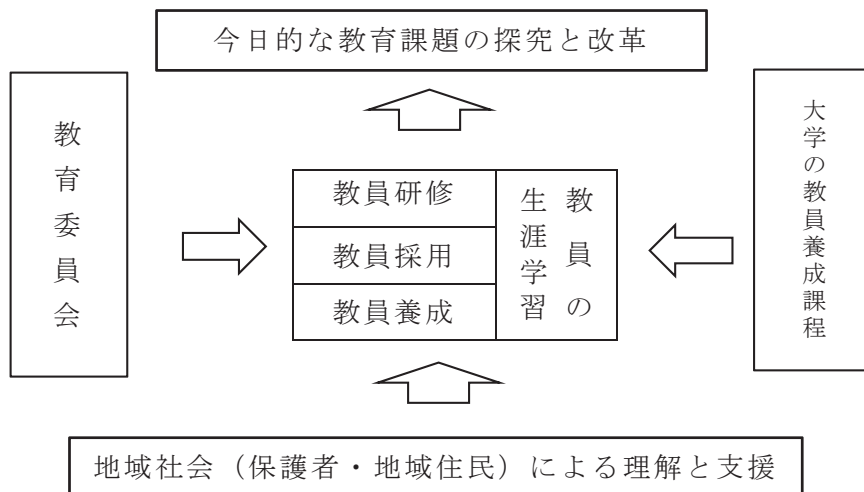 今日的な教育課題の探究と改革
教育委員会
教員研修
教員採用
教員養成
教員の
生涯学習
大学の教員養成課程
地域社会（保護者・地域住民）による理解と支援